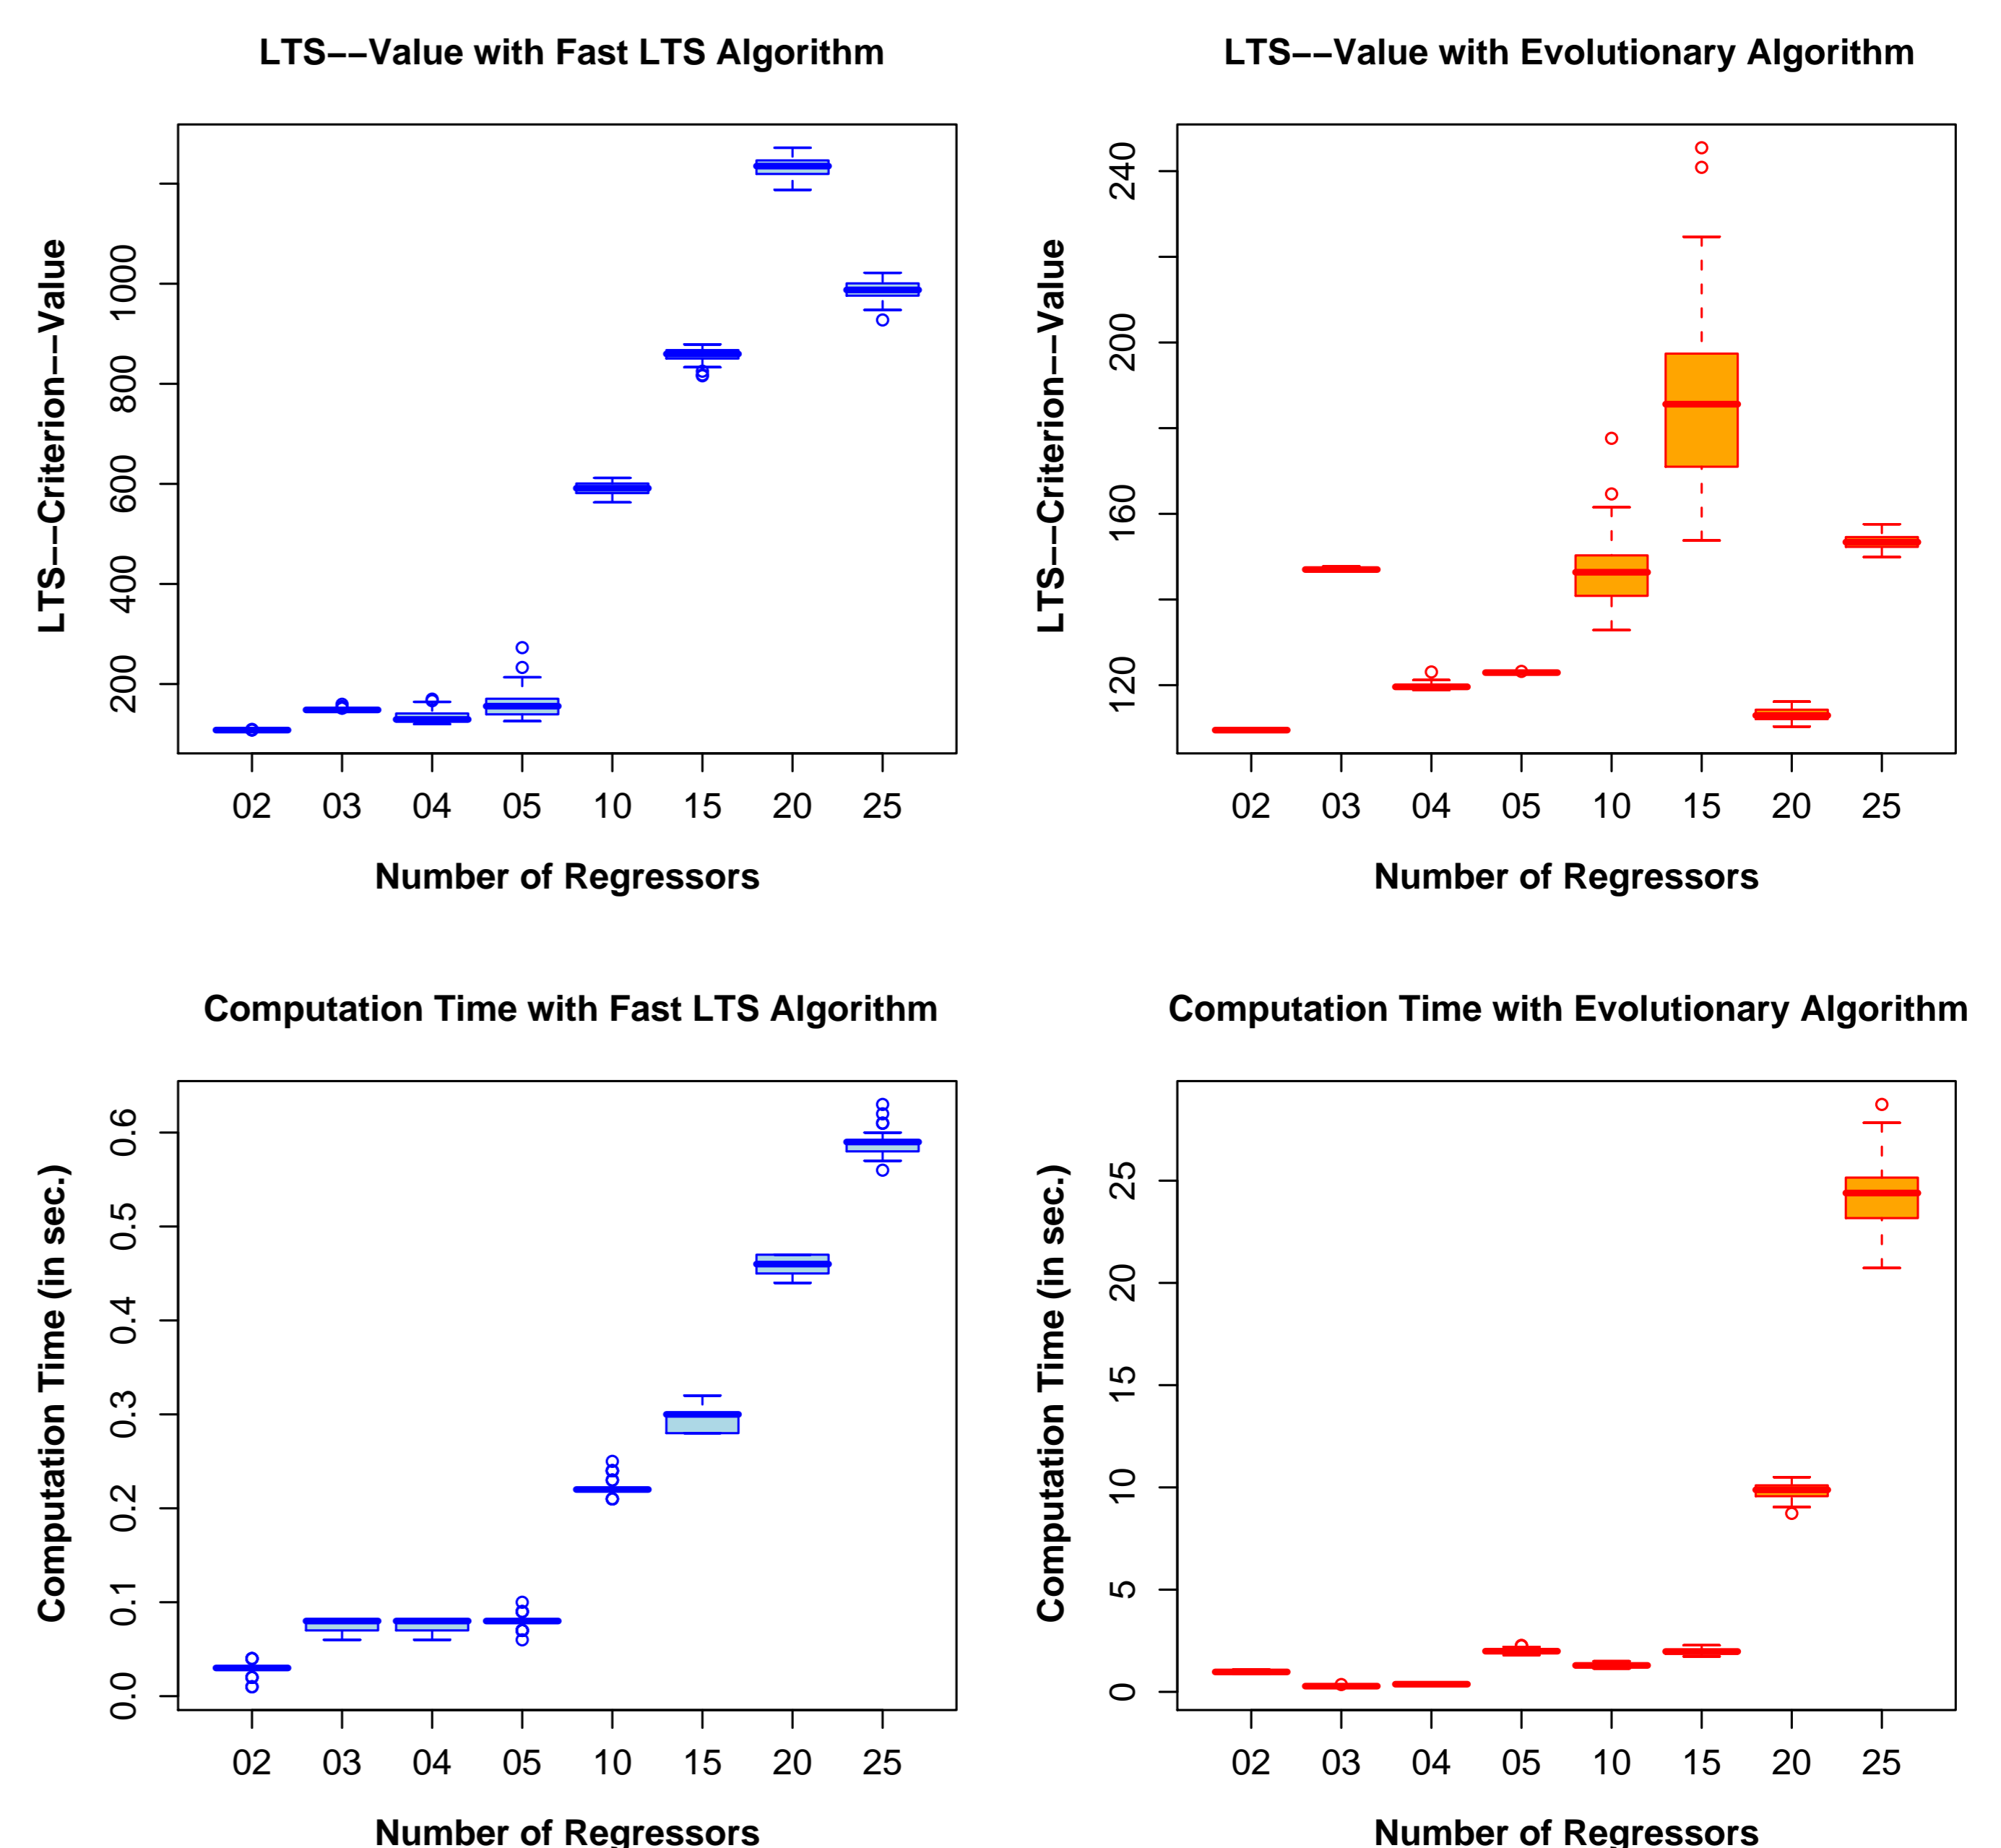 LTS−−Value with Fast LTS Algorithm
LTS−−Criterion−−Value
200 400 600 800 1000
02 03 04 05 10 15 20 25
Number of Regressors
LTS−−Value with Evolutionary Algorithm
LTS−−Criterion−−Value
120 160 200 240
02 03 04 05 10 15 20 25
Number of Regressors
Computation Time with Fast LTS Algorithm
Computation Time (in sec.)
0.0 0.1 0.2 0.3 0.4 0.5 0.6
02 03 04 05 10 15 20 25
Number of Regressors
Computation Time with Evolutionary Algorithm
Computation Time (in sec.)
0 5 10 15 20 25
02 03 04 05 10 15 20 25
Number of Regressors